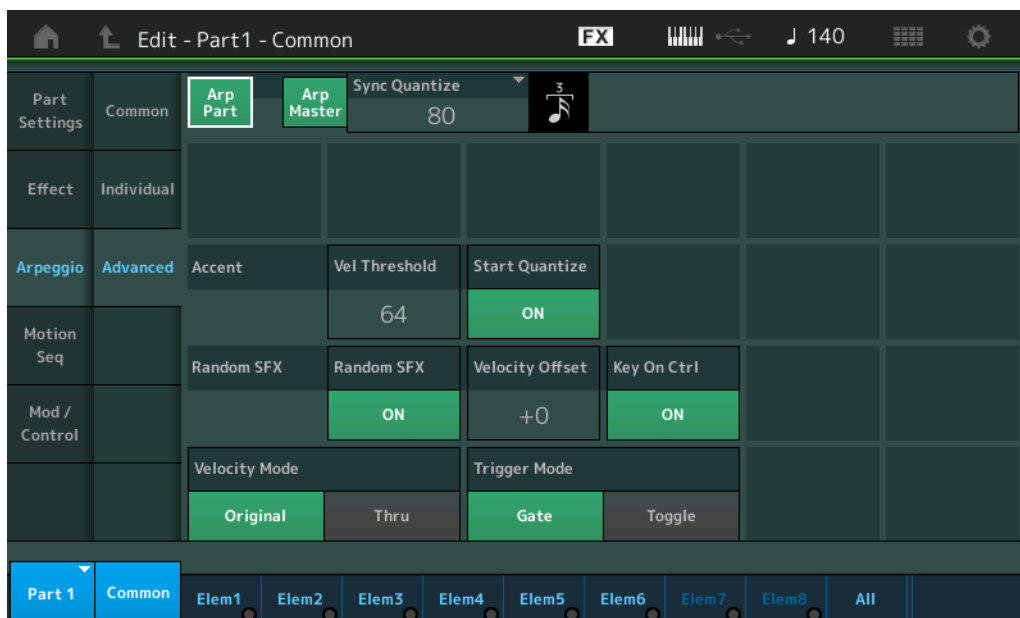 Edit - Part1 - Common
FX
140
Part Settings
Common
Arp Part
Arp Master
Sync Quantize
80
3
Effect
Individual
Arpeggio
Advanced
Accent
Vel Threshold
Start Quantize
64
ON
Motion Seq
Random SFX
Random SFX
Velocity Offset
Key On Ctrl
ON
+0
ON
Mod / Control
Velocity Mode
Trigger Mode
Original
Thru
Gate
Toggle
Part 1
Common
Elem1
Elem2
Elem3
Elem4
Elem5
Elem6
Elem7
Elem8
All